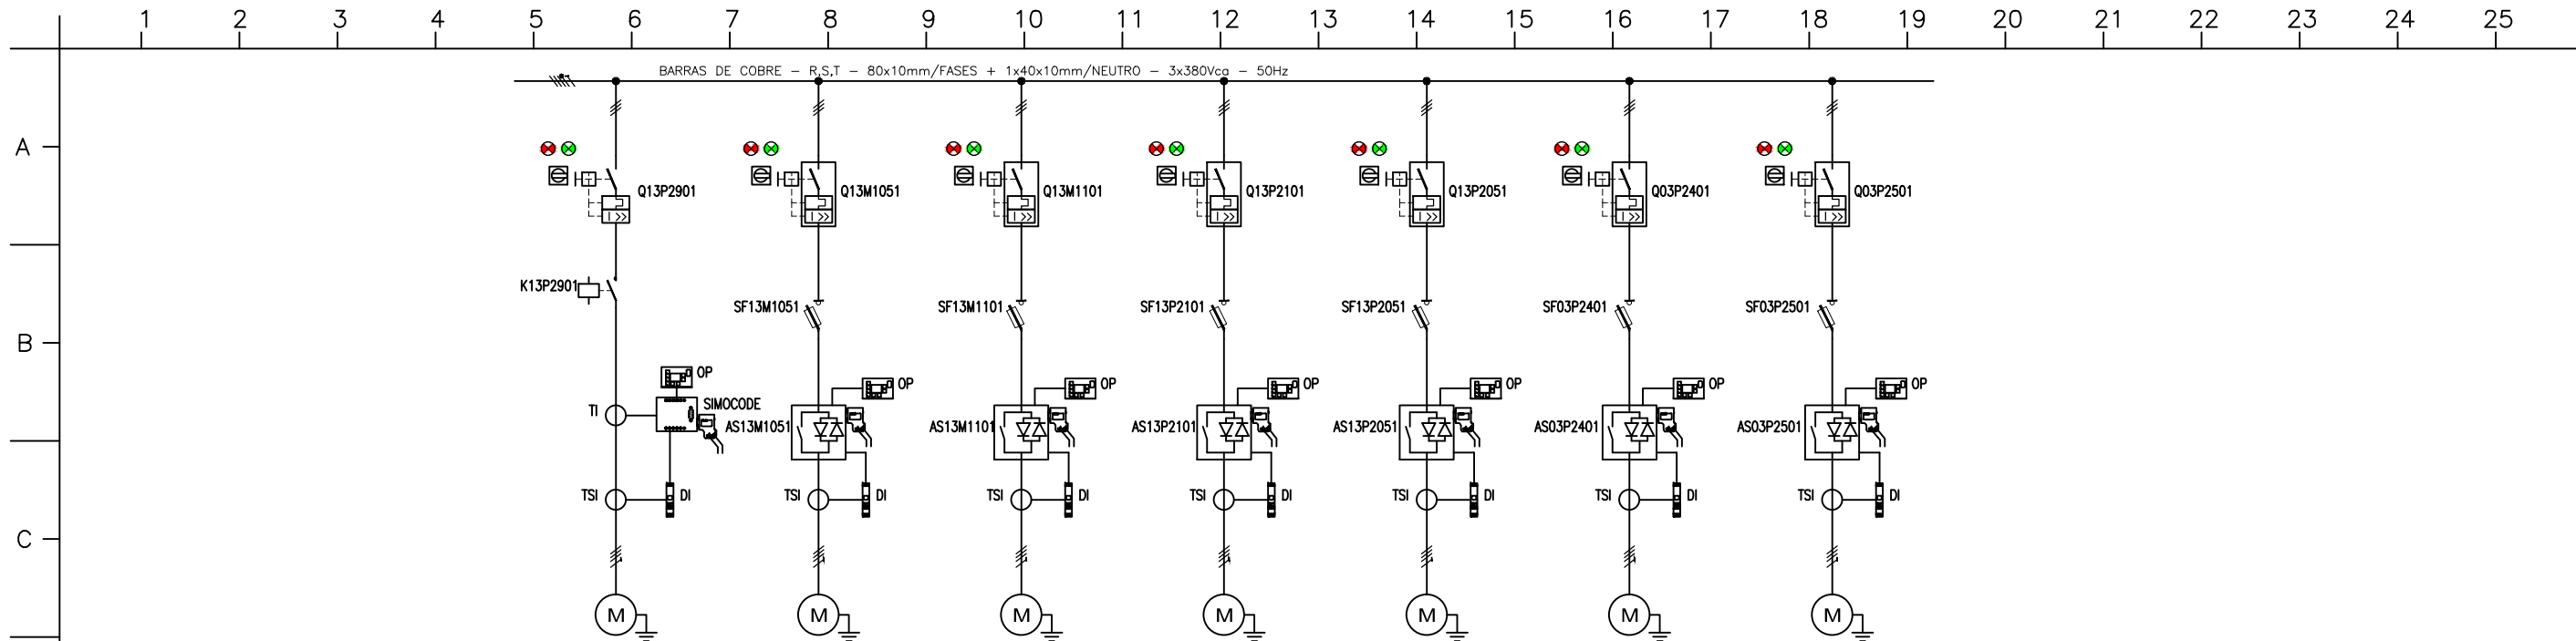 1 2 3 4 5 6 7 8 9 10 11 12 13 14 15 16 17 18 19 20 21 22 23 24 25
BARRAS DE COBRE - R,S,T - 80x10mm/FASES + 1x40x10mm/NEUTRO - 3x380Vca - 50Hz
A
Q13P2901 Q13M1051 Q13M1101 Q13P2101 Q13P2051 Q03P2401 Q03P2501
I >> I >> I >> I >> I >> I >> I >>
K13P2901
SF13M1051 SF13M1101 SF13P2101 SF13P2051 SF03P2401 SF03P2501
B
OP OP OP OP OP OP OP
TI SIMOCODE
AS13M1051 AS13M1101 AS13P2101 AS13P2051 AS03P2401 AS03P2501
TSI DI TSI DI TSI DI TSI DI TSI DI TSI DI TSI DI
C
M M M M M M M